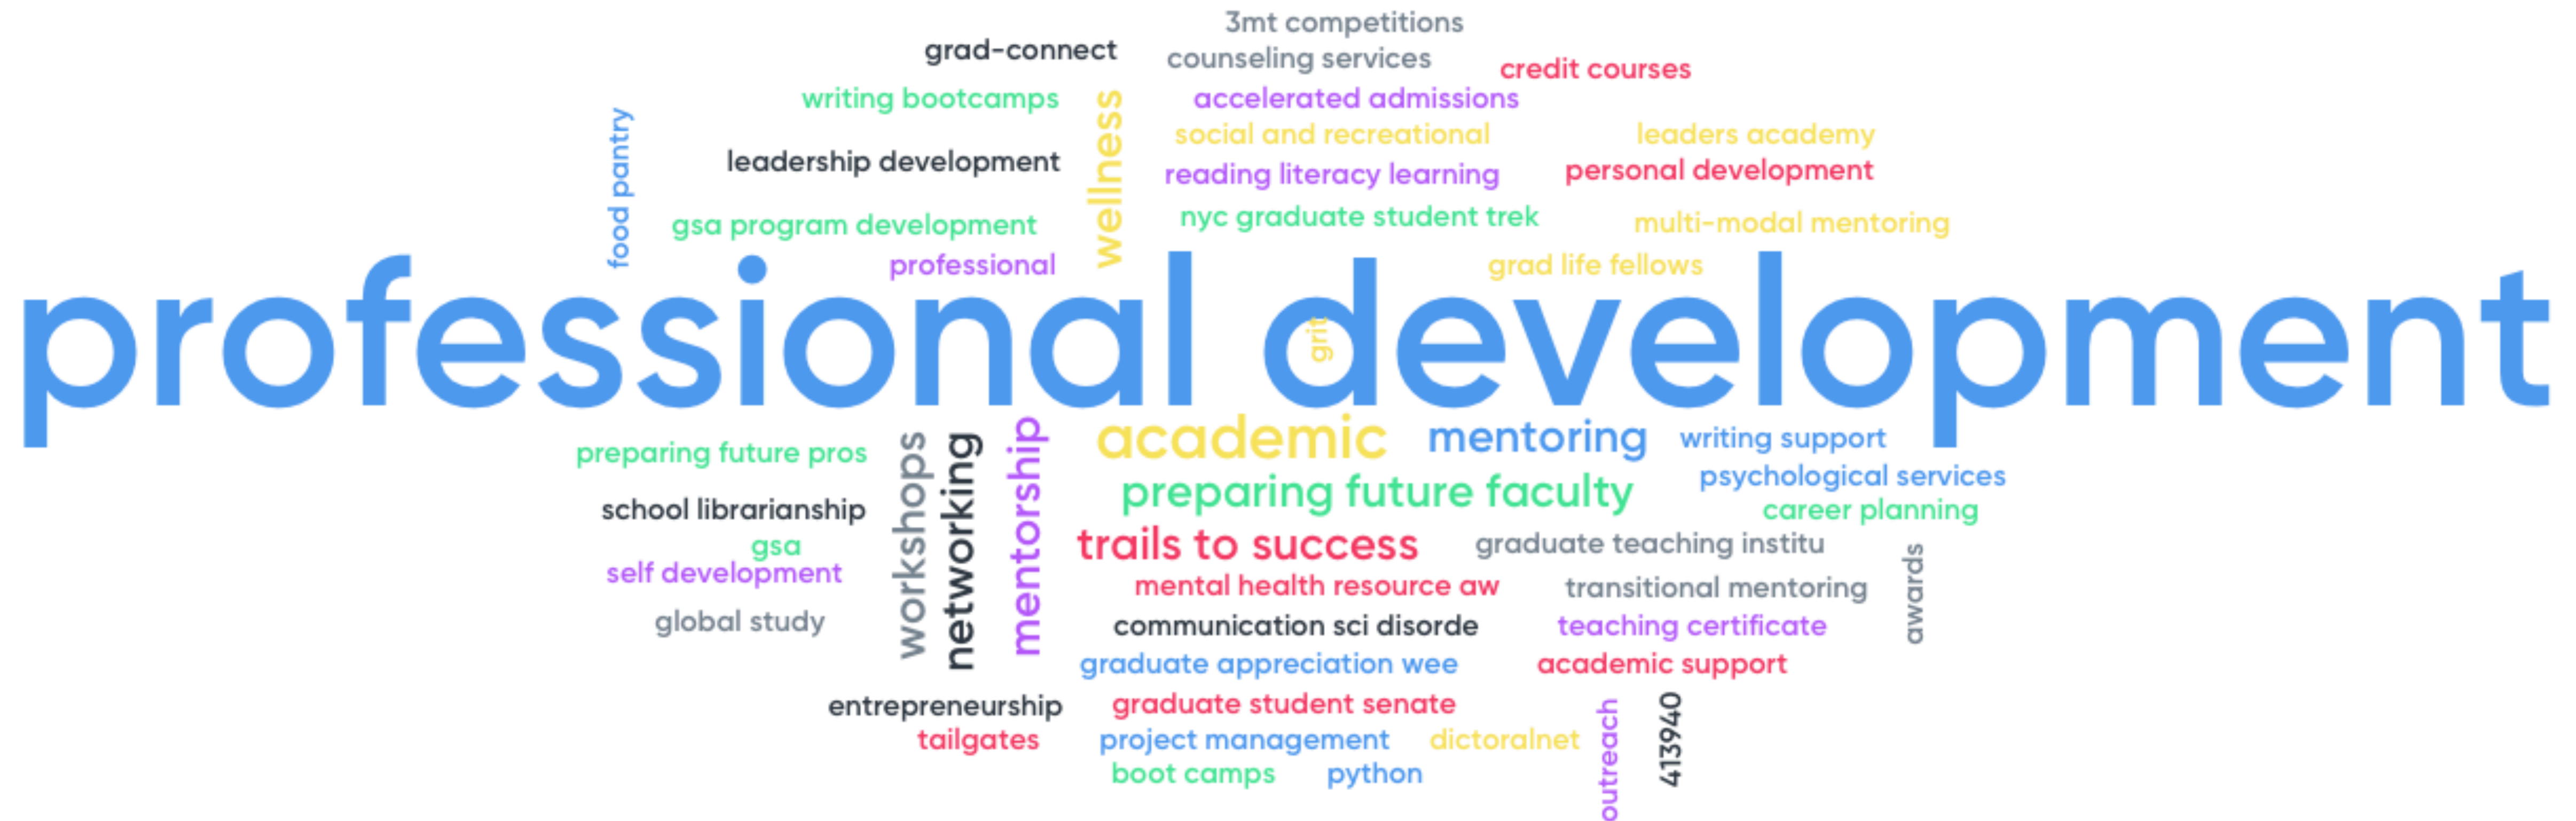 3mt competitions
grad-connect
counseling services
credit courses
writing bootcamps
wellness
accelerated admissions
food pantry
social and recreational
leaders academy
leadership development
reading literacy learning
personal development
gsa program development
nyc graduate student trek
multi-modal mentoring
professional
grad life fellows
professional development
grit
preparing future pros
workshops
networking
mentorship
academic
mentoring
writing support
psychological services
preparing future faculty
school librarianship
career planning
gsa
trails to success
graduate teaching institu
awards
self development
mental health resource aw
transitional mentoring
global study
communication sci disorde
teaching certificate
graduate appreciation wee
academic support
entrepreneurship
graduate student senate
outreach
413940
tailgates
project management
dictoralnet
boot camps
python